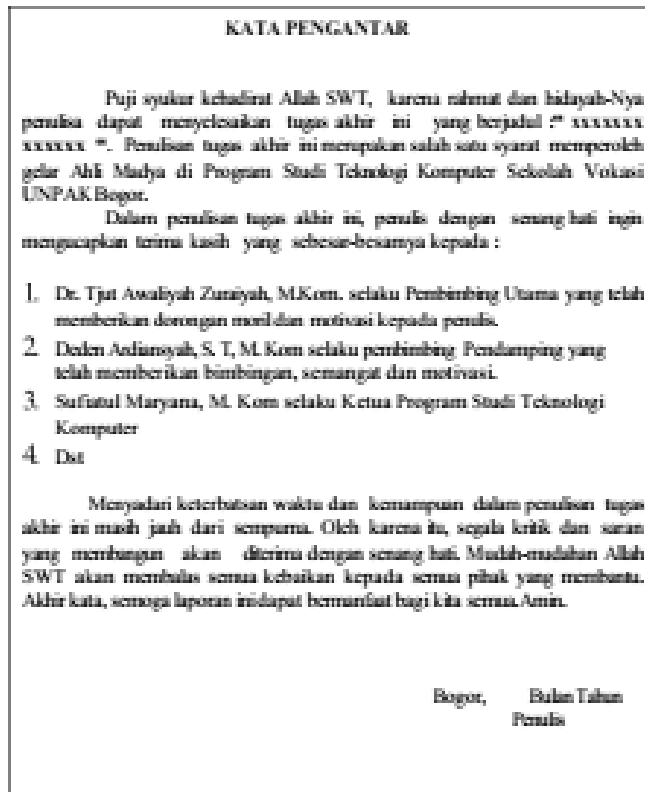 KATA PENGANTAR
Puji syukur kehadirat Allah SWT, karena rahmat dan hidayah-Nya
penulisa dapat menyelesaikan tugas akhir ini yang berjudul :" xxxxxxx
xxxxxx ". Penulisan tugas akhir ini merupakan salah satu syarat memperoleh
gelar Ahli Madya di Program Studi Teknologi Komputer Sekolah Vokasi
UNPAK Bogor.
Dalam penulisan tugas akhir ini, penulis dengan senang hati ingin
mengucapkan terima kasih yang sebesar-besarnya kepada :
1. Dr. Tjut Awaliyah Zuraiyah, M.Kom. selaku Pembimbing Utama yang telah
memberikan dorongan moril dan motivasi kepada penulis.
2. Deden Ardiansyah, S. T, M. Kom selaku pembimbing Pendamping yang
telah memberikan bimbingan, semangat dan motivasi.
3. Sufiatul Maryana, M. Kom selaku Ketua Program Studi Teknologi
Komputer
4. Dst
Menyadari keterbatsan waktu dan kemampuan dalam penulisan tugas
akhir ini masih jauh dari sempurna. Oleh karena itu, segala kritik dan saran
yang membangun akan diterima dengan senang hati. Mudah-mudahan Allah
SWT akan membalas semua kebaikan kepada semua pihak yang membantu.
Akhir kata, semoga laporan ini dapat bermanfaat bagi kita semua. Amin.
Bogor, Bulan Tahun
Penulis